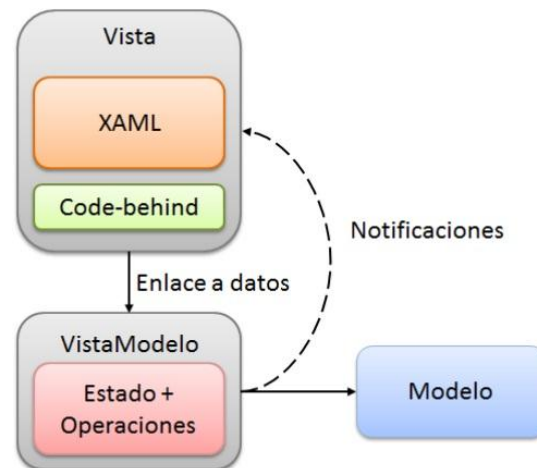 Vista
XAML
Code-behind
Notificaciones
Enlace a datos
VistaModelo
Estado +
Operaciones
Modelo